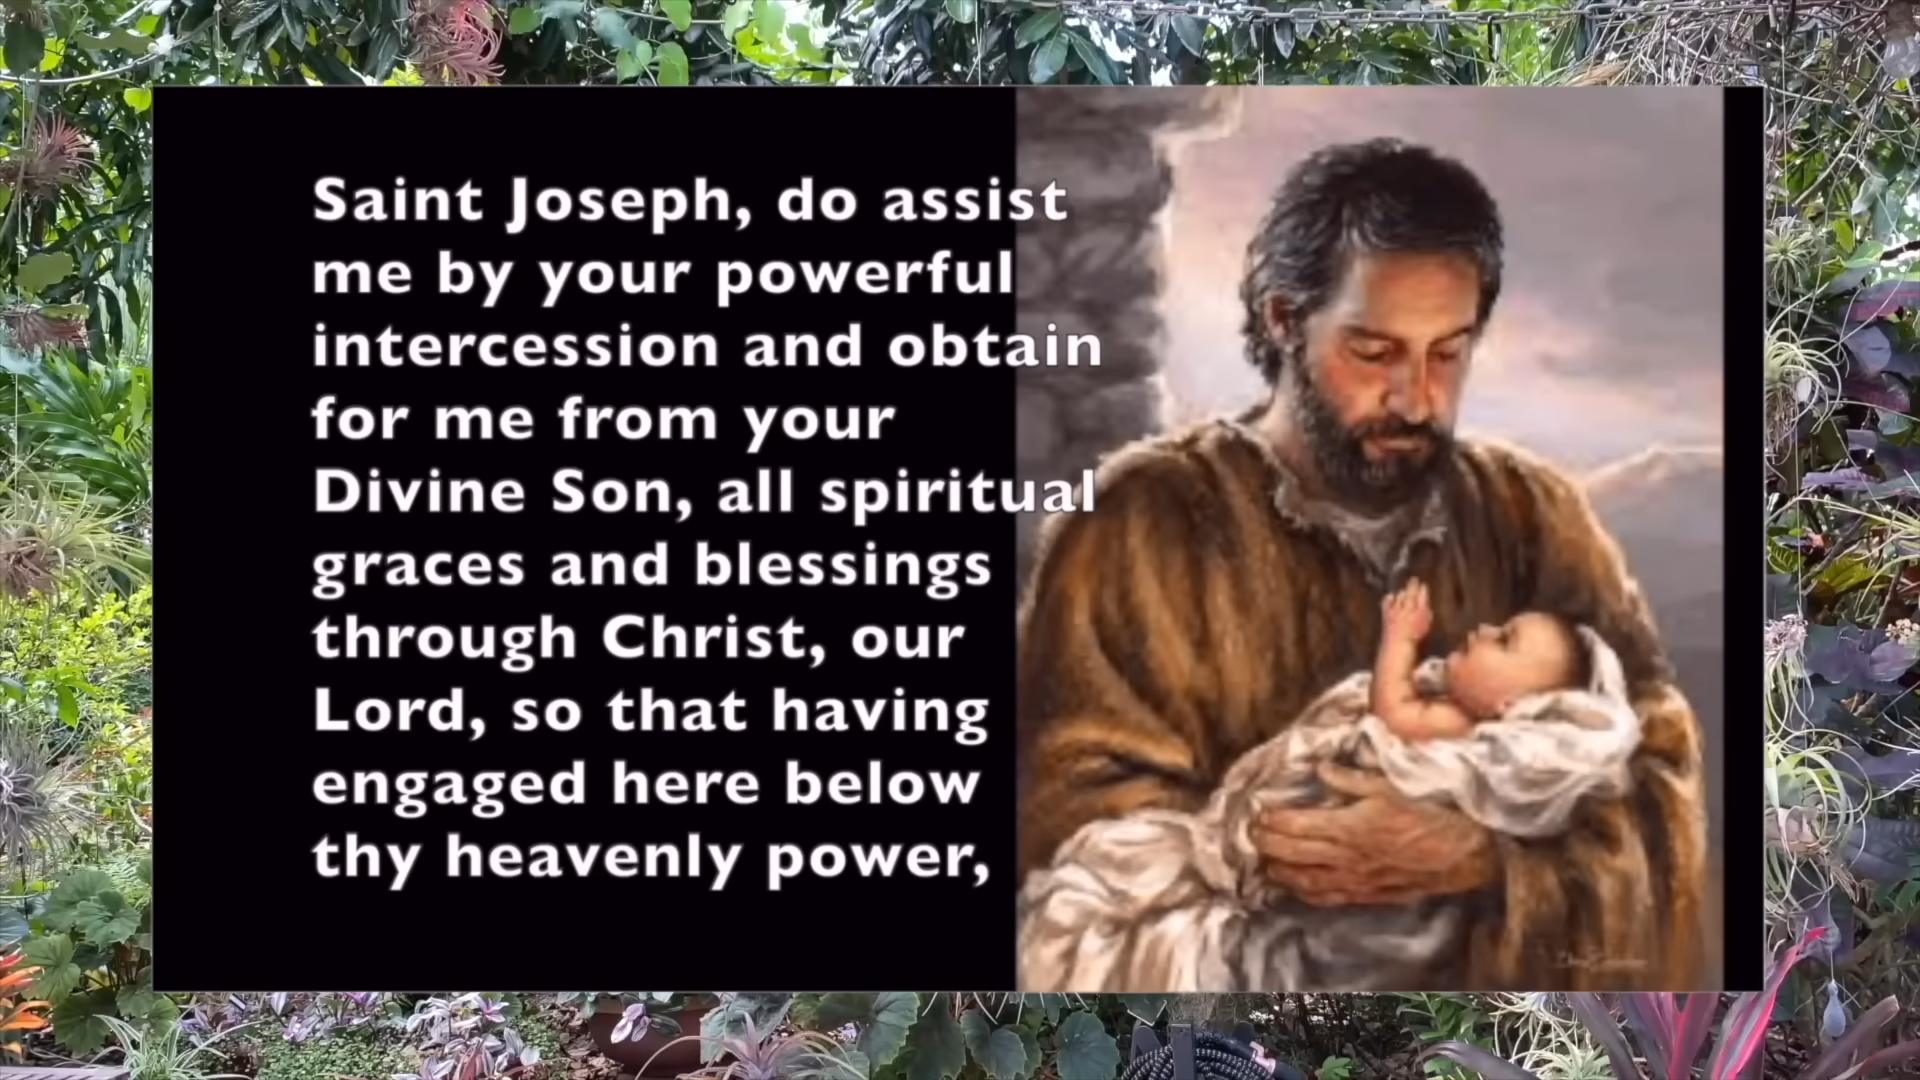 Saint Joseph, do assist
me by your powerful
intercession and obtain
for me from your
Divine Son, all spiritual
graces and blessings
through Christ, our
Lord, so that having
engaged here below
thy heavenly power,